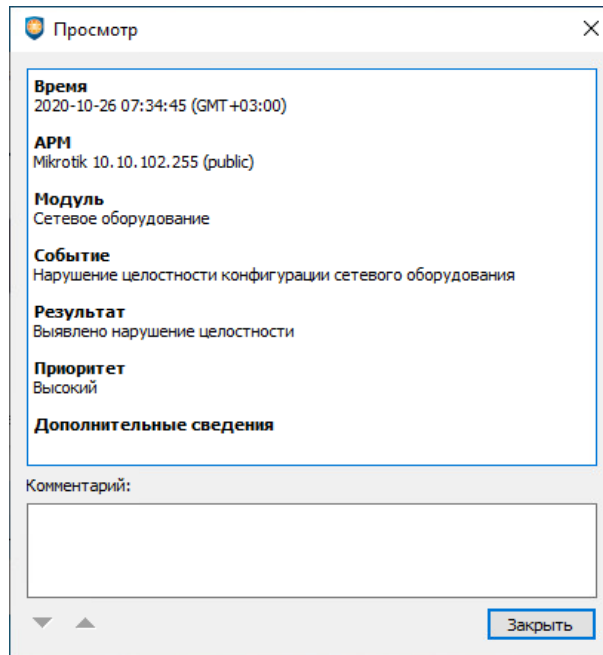 Просмотр
Время
2020-10-26 07:34:45 (GMT+03:00)
АРМ
Mikrotik 10.10.102.255 (public)
Модуль
Сетевое оборудование
Событие
Нарушение целостности конфигурации сетевого оборудования
Результат
Выявлено нарушение целостности
Приоритет
Высокий
Дополнительные сведения
Комментарий:
Закрыть